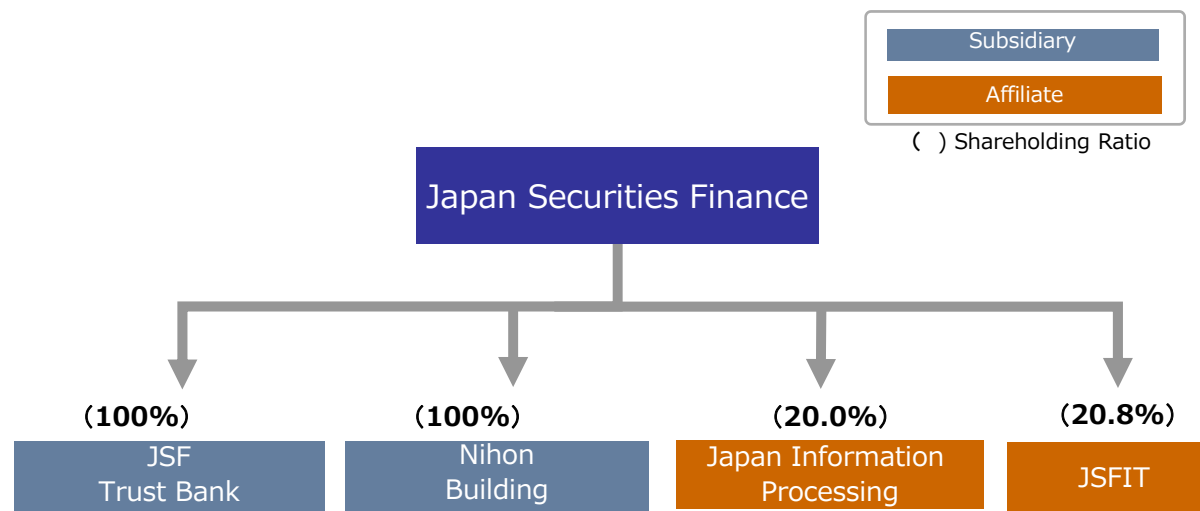 Subsidiary
Affiliate
(  ) Shareholding Ratio
Japan Securities Finance
(100%)
(100%)
(20.0%)
(20.8%)
JSF
Trust Bank
Nihon
Building
Japan Information
Processing
JSFIT